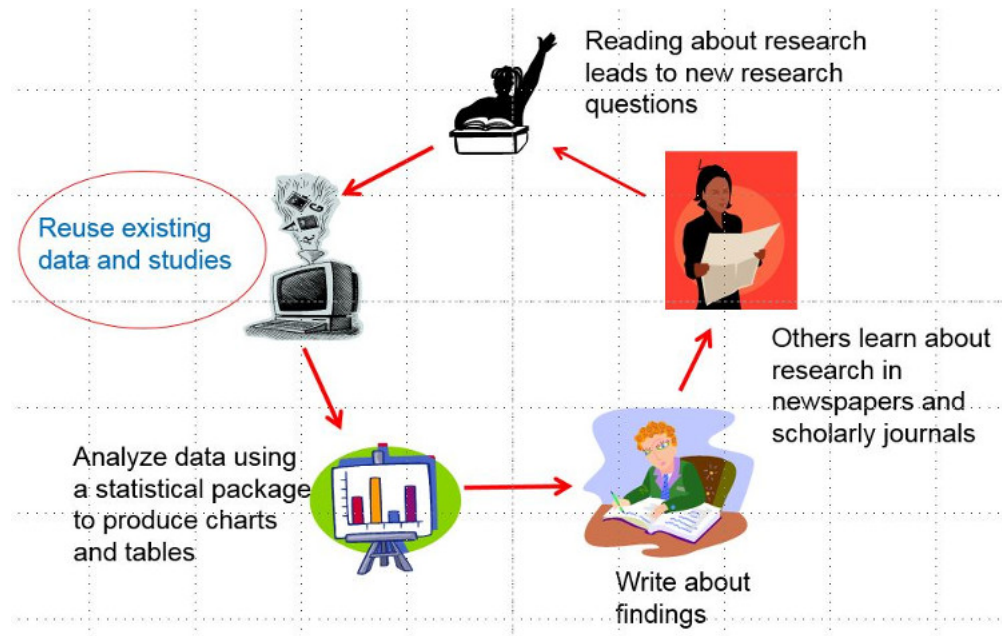 Reading about research
leads to new research
questions
Reuse existing
data and studies
Analyze data using
a statistical package
to produce charts
and tables
Write about
findings
Others learn about
research in
newspapers and
scholarly journals